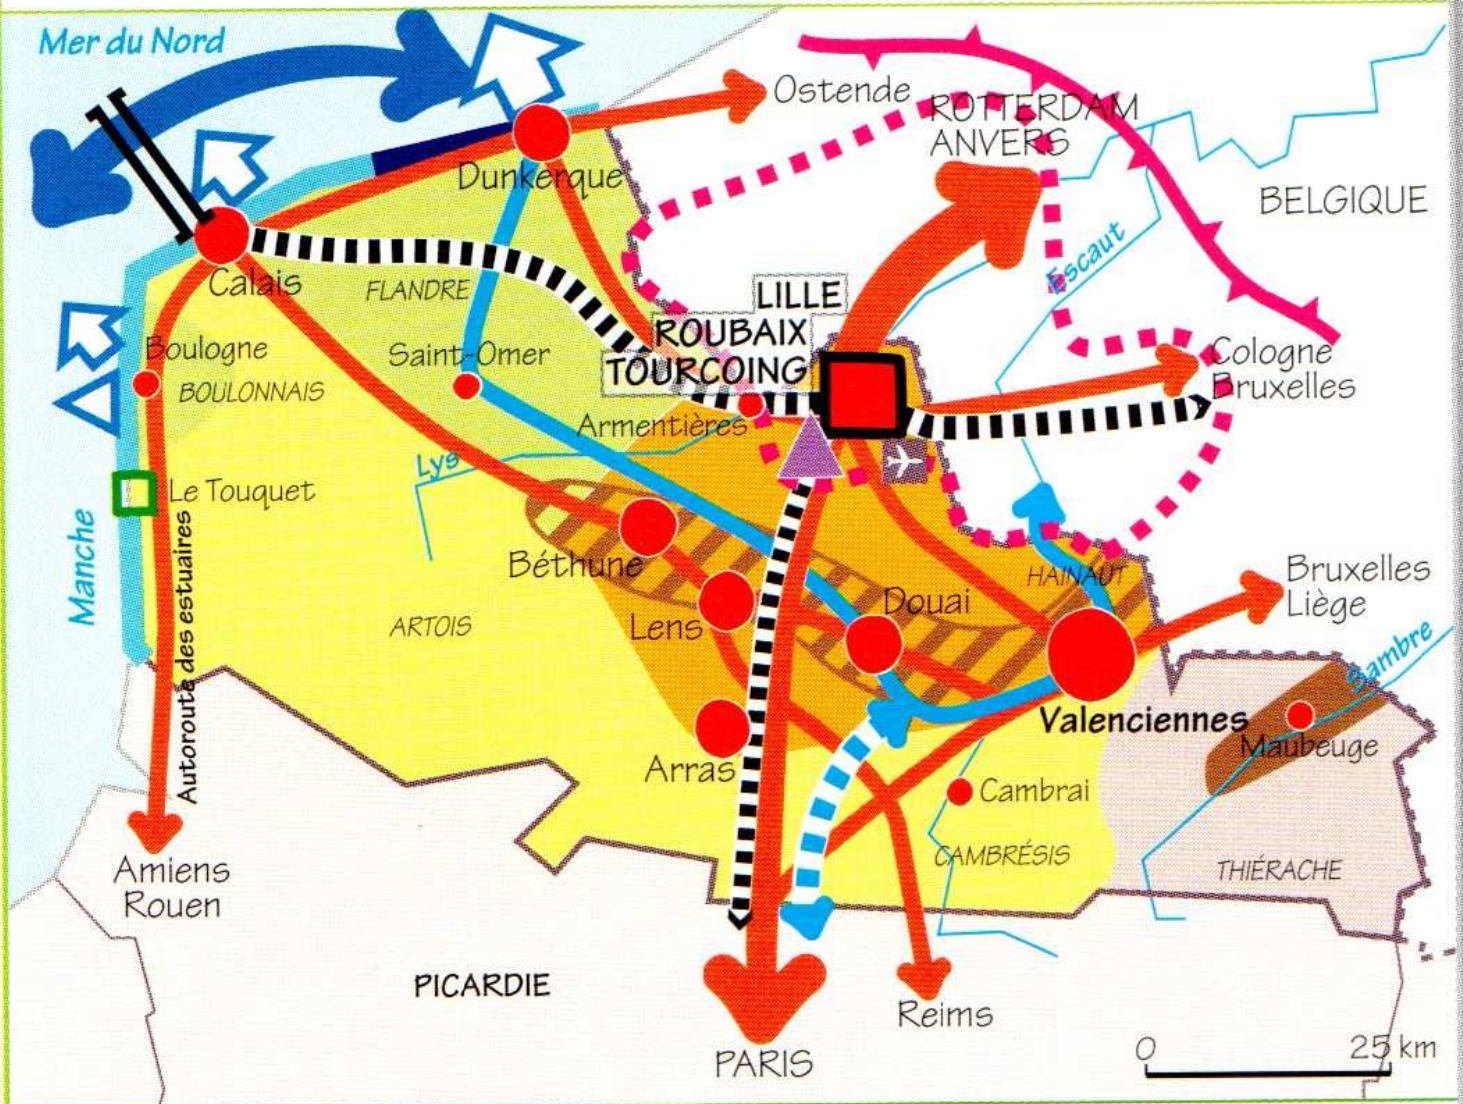 Mer du Nord
Ostende
ROTTERDAM
ANVERS
Dunkerque
BELGIQUE
Escaut
Calais
FLANDRE
LILLE
ROUBAIX
TOURCOING
Boulogne
BOULONNAIS
Saint-Omer
Cologne
Bruxelles
Armentières
Lys
Le Touquet
Manche
Autoroute des estuaires
Béthune
HAINAUT
Bruxelles
Liège
ARTOIS
Lens
Douai
Sambre
Valenciennes
Maubeuge
Arras
Cambrai
CAMBRÉSIS
THIÉRACHE
Amiens
Rouen
PICARDIE
Reims
PARIS
0 25 km